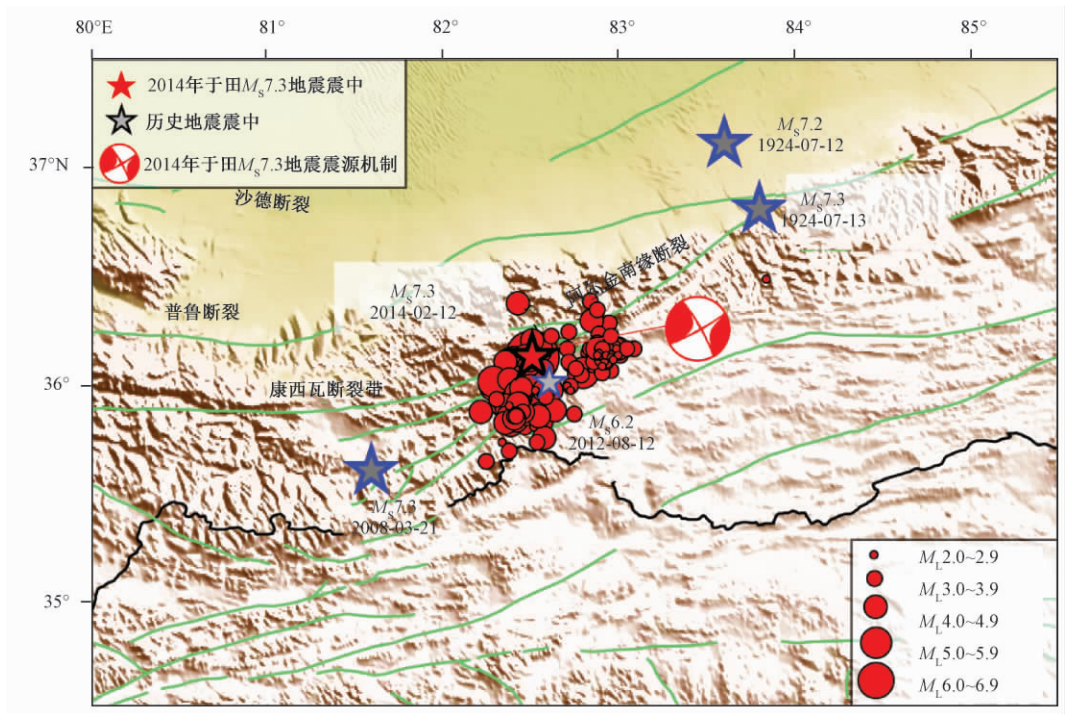 80°E
81°
82°
83°
84°
85°
2014年于田Ms7.3地震震中
历史地震震中
2014年于田Ms7.3地震震源机制
37°N
36°
35°
Ms7.2
1924-07-12
Ms7.3
1924-07-13
沙德断裂
阿尔金南缘断裂
Ms7.3
2014-02-12
普鲁断裂
康西瓦断裂带
Ms6.2
2012-08-12
Ms7.3
2008-03-21
ML2.0~2.9
ML3.0~3.9
ML4.0~4.9
ML5.0~5.9
ML6.0~6.9